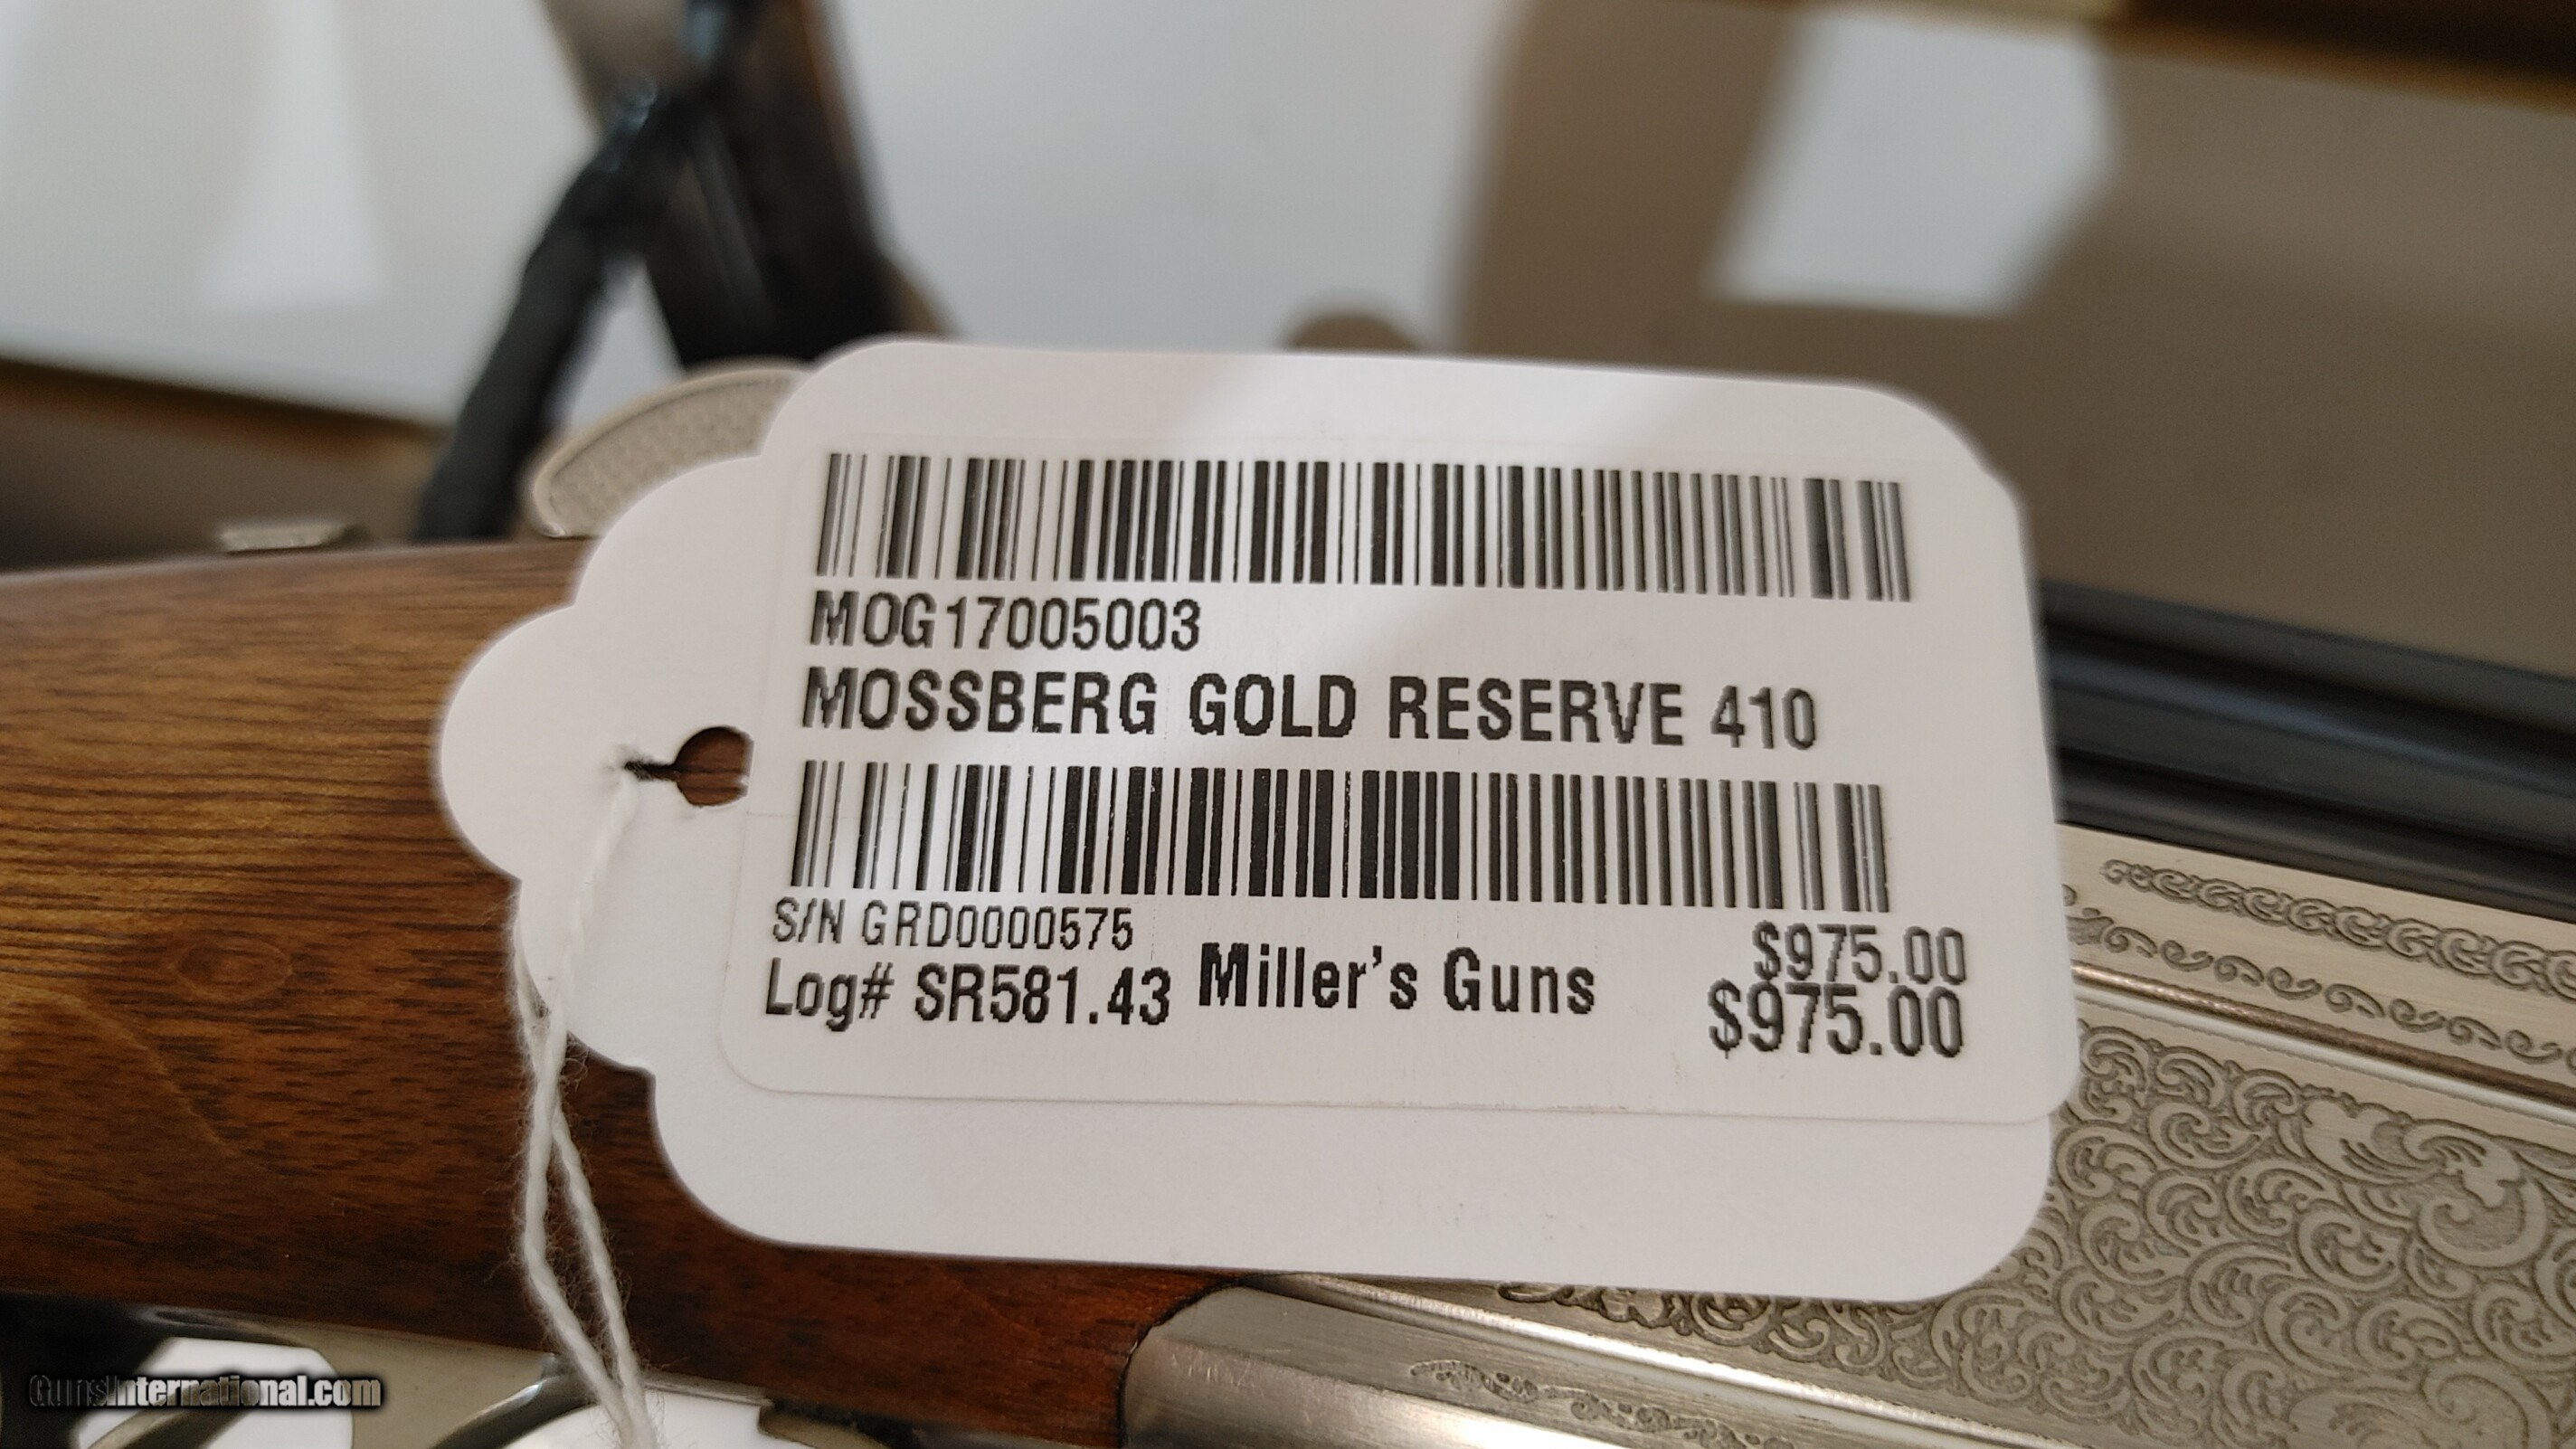 MOG17005003
MOSSBERG GOLD RESERVE 410
S/N GRD0000575
$975.00
Log# SR581.43 Miller's Guns
$975.00
GunsInternational.com